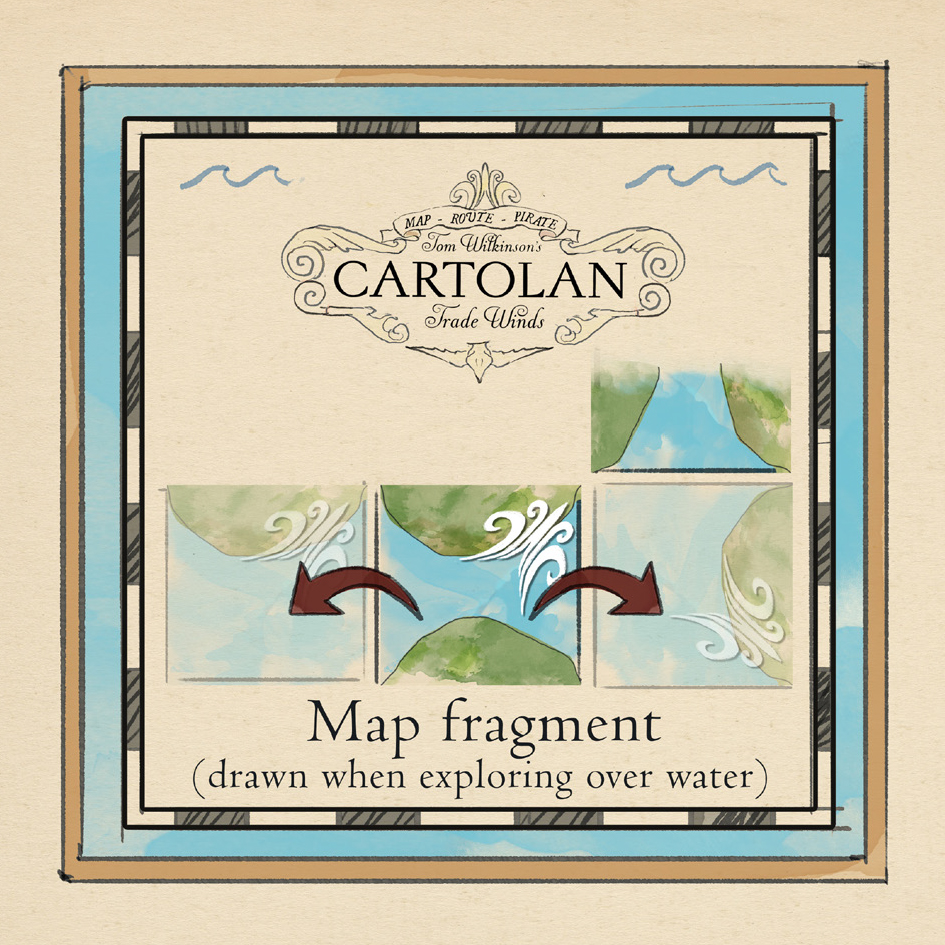 MAP - ROUTE - PIRATE
Tom Wilkinson's
CARTOLAN
Trade Winds
Map fragment
(drawn when exploring over water)